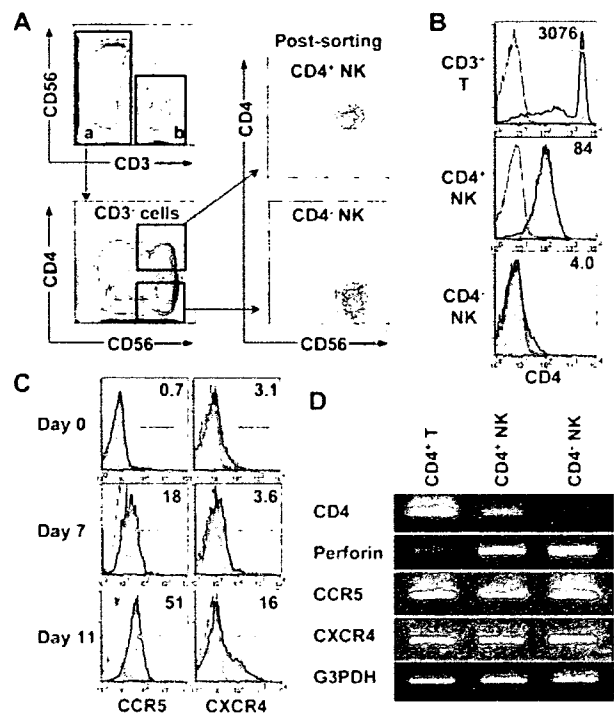 A
CD56
a
b
CD3
CD3- cells
CD4
CD56
Post-sorting
CD4+ NK
CD4
CD4- NK
CD56
B
CD3+
T
3076
CD4+
NK
84
CD4-
NK
4.0
CD4
C
Day 0
0.7
3.1
Day 7
18
3.6
Day 11
51
16
CCR5
CXCR4
D
CD4+ T
CD4+ NK
CD4- NK
CD4
Perforin
CCR5
CXCR4
G3PDH